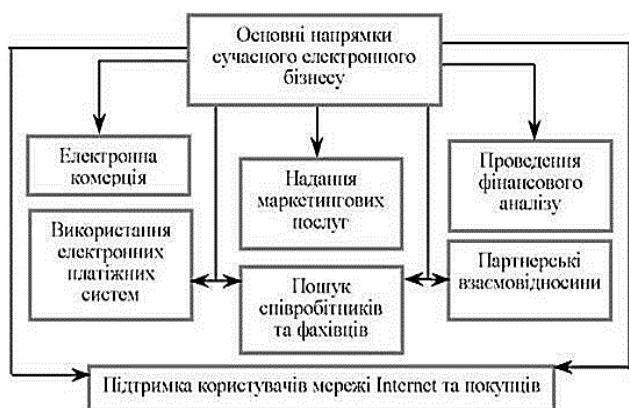 Основні напрямки
сучасного електронного
бізнесу
Електронна
комерція
Надання
маркетингових
послуг
Проведення
фінансового
аналізу
Використання
електронних
платіжних
систем
Пошук
співробітників
та фахівців
Партнерські
взаємовідносини
Підтримка користувачів мережі Internet та покупців